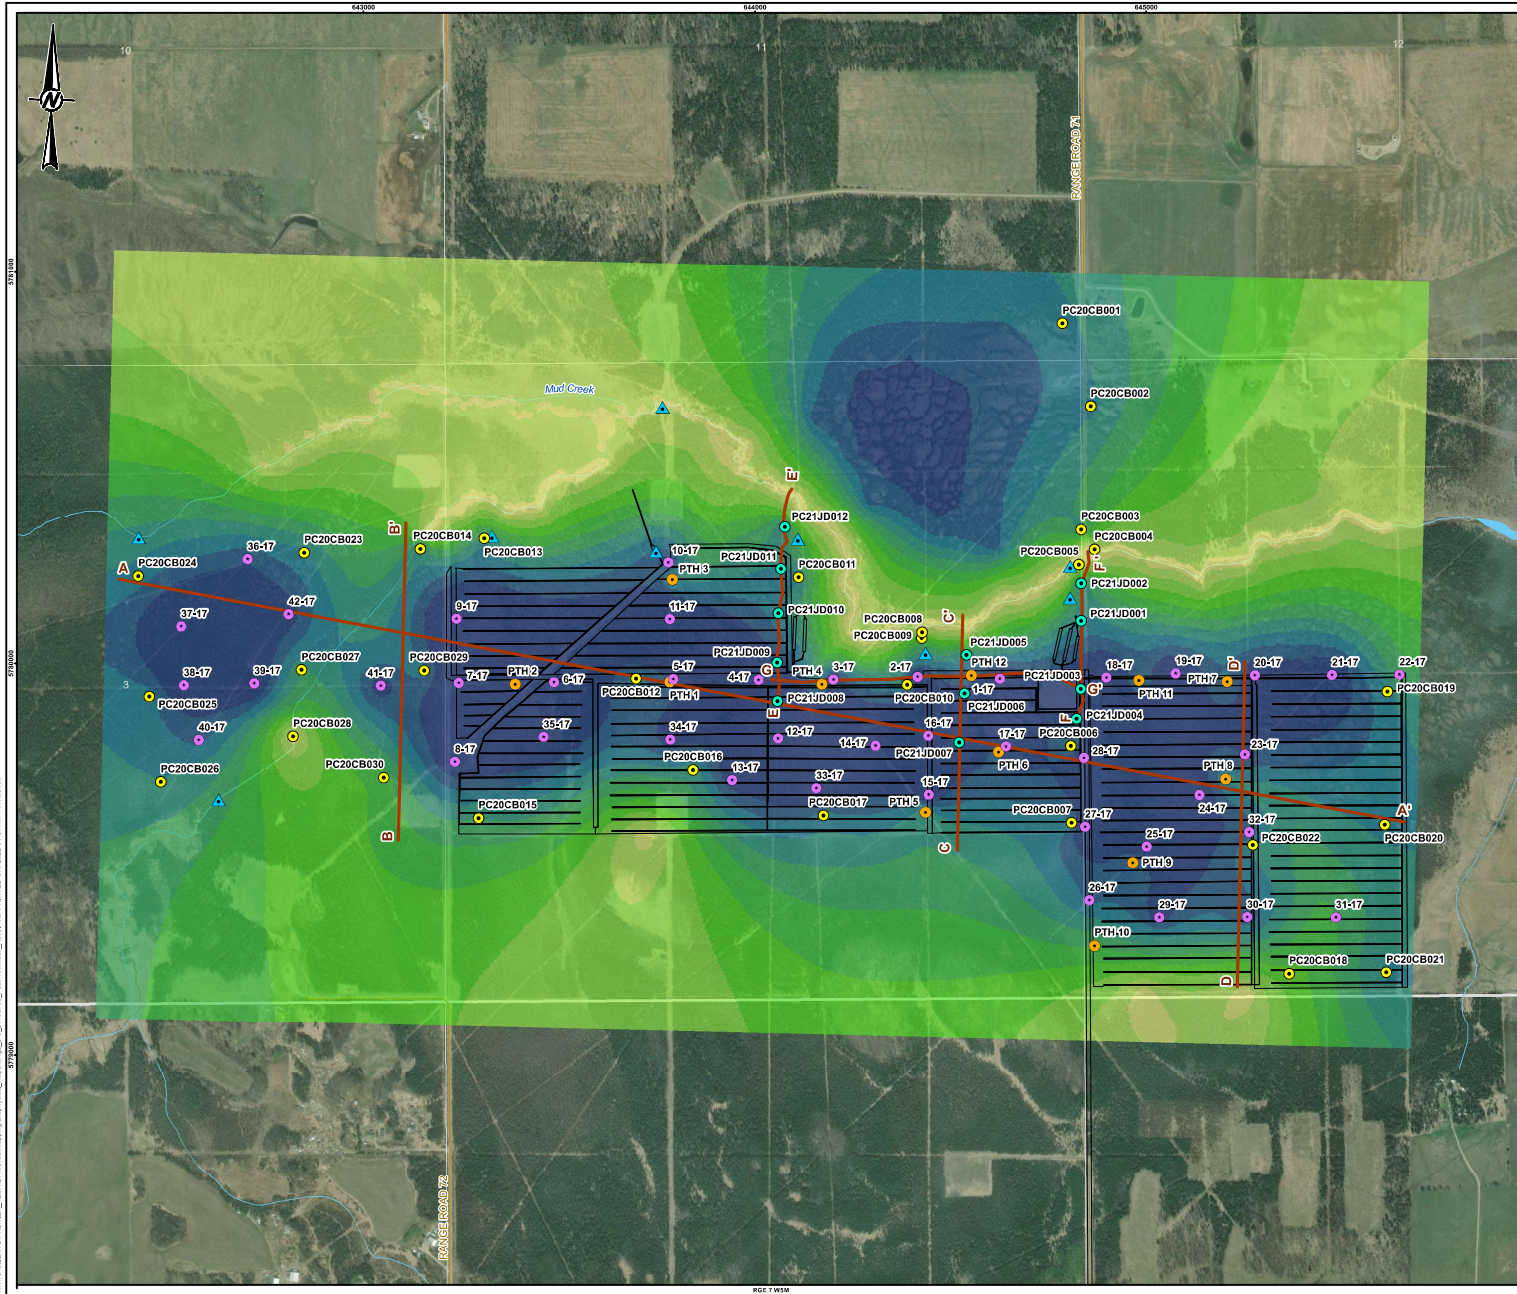 643000
644000
645000
10
11
12
12
N
RANGE ROAD 71
5781000
PC20CB001
Mud Creek
PC20CB002
E'
PC21JD012
PC20CB003
B'
PC20CB014
PC20CB004
PC20CB023
PC20CB013
36-17
10-17
PC21JD011
PC20CB005
F'
PC20CB024
PTH 3
PC20CB011
A
PC21JD002
42-17
9-17
11-17
PC21JD010
PC20CB008
C'
PC21JD001
37-17
PC20CB009
PC21JD005
PC21JD009
5780000
PC20CB027
PC20CB029
PTH 2
5-17
G
PTH 4
3-17
2-17
PTH 12
PC21JD003
18-17
19-17
D'
20-17
21-17
22-17
3
38-17
39-17
41-17
7-17
6-17
4-17
PTH 7
PC20CB012
PTH 1
PC21JD008
PC20CB010
1-17
G'
PTH 11
PC20CB019
PC20CB025
E
PC21JD006
F
PC21JD004
40-17
PC20CB028
35-17
34-17
12-17
14-17
16-17
17-17
PC20CB006
PC21JD007
28-17
23-17
8-17
PC20CB016
PTH 6
PC20CB026
PC20CB030
13-17
33-17
15-17
PTH 8
24-17
PC20CB015
PC20CB017
PTH 5
PC20CB007
27-17
A'
B
32-17
PC20CB020
C
25-17
PC20CB022
PTH 9
26-17
29-17
30-17
31-17
PTH 10
PC20CB018
PC20CB021
D
5779000
RANGE ROAD 72
RGE 7 W5M